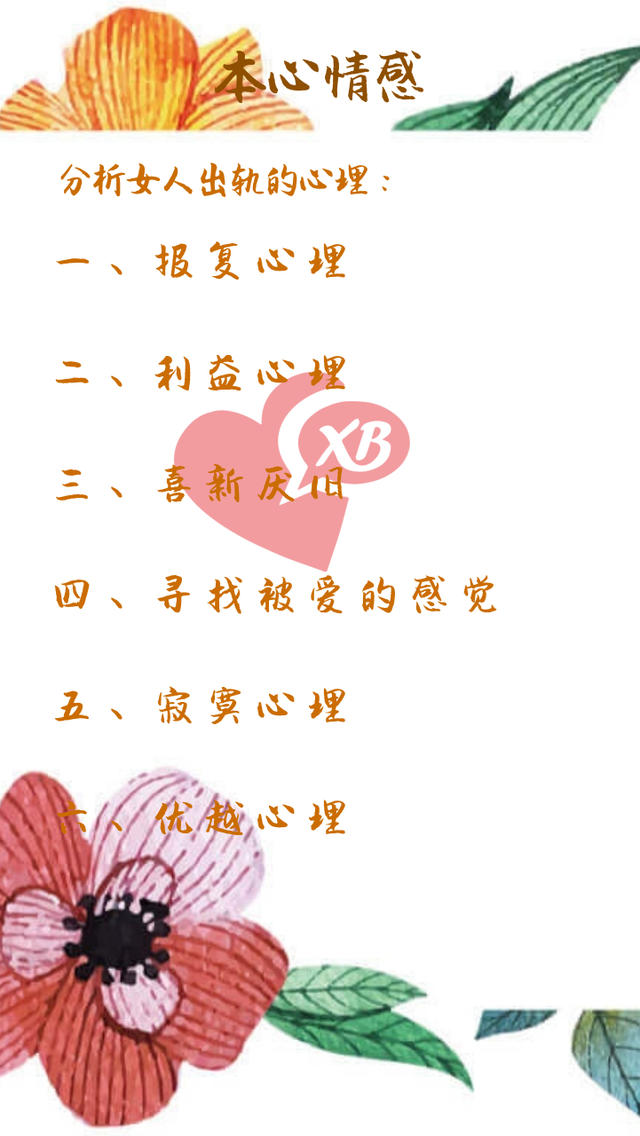 本心情感
分析女人出轨的心理：
一、报复心理
二、利益心理
XB
三、喜新厌旧
四、寻找被爱的感觉
五、寂寞心理
六、优越心理